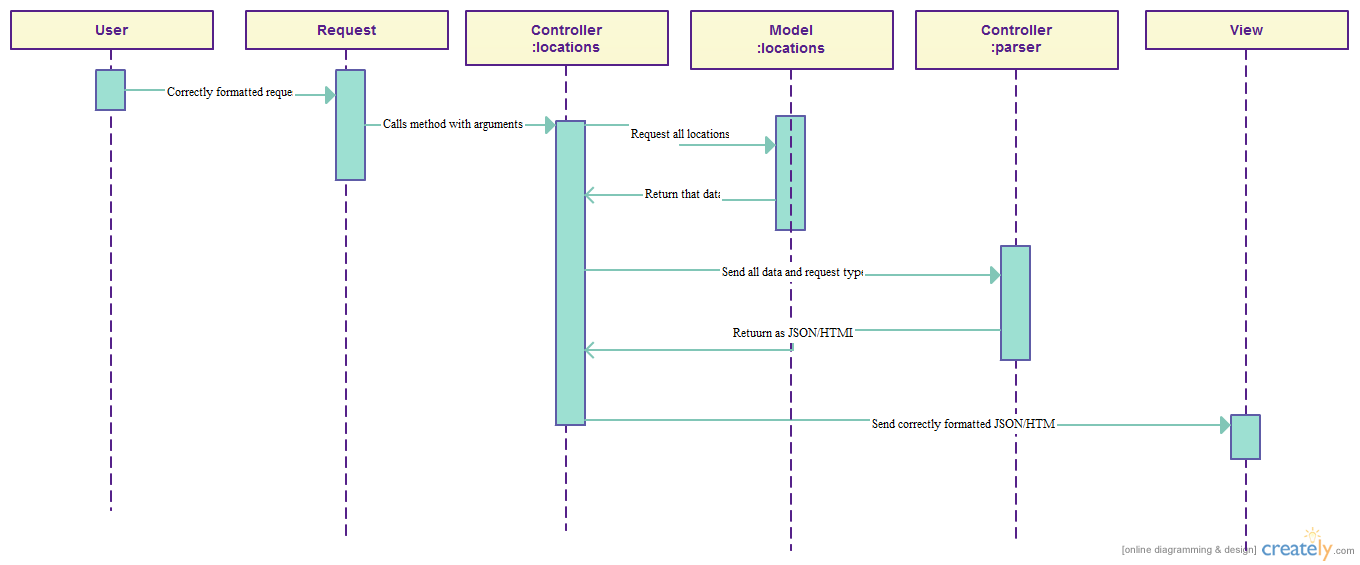 User
Request
Controller
:locations
Model
:locations
Controller
:parser
View
Correctly formatted reque
Calls method with arguments
Request all locations
Return that data
Send all data and request type
Retuurn as JSON/HTML
Send correctly formatted JSON/HTM
[online diagramming & design] creately.com